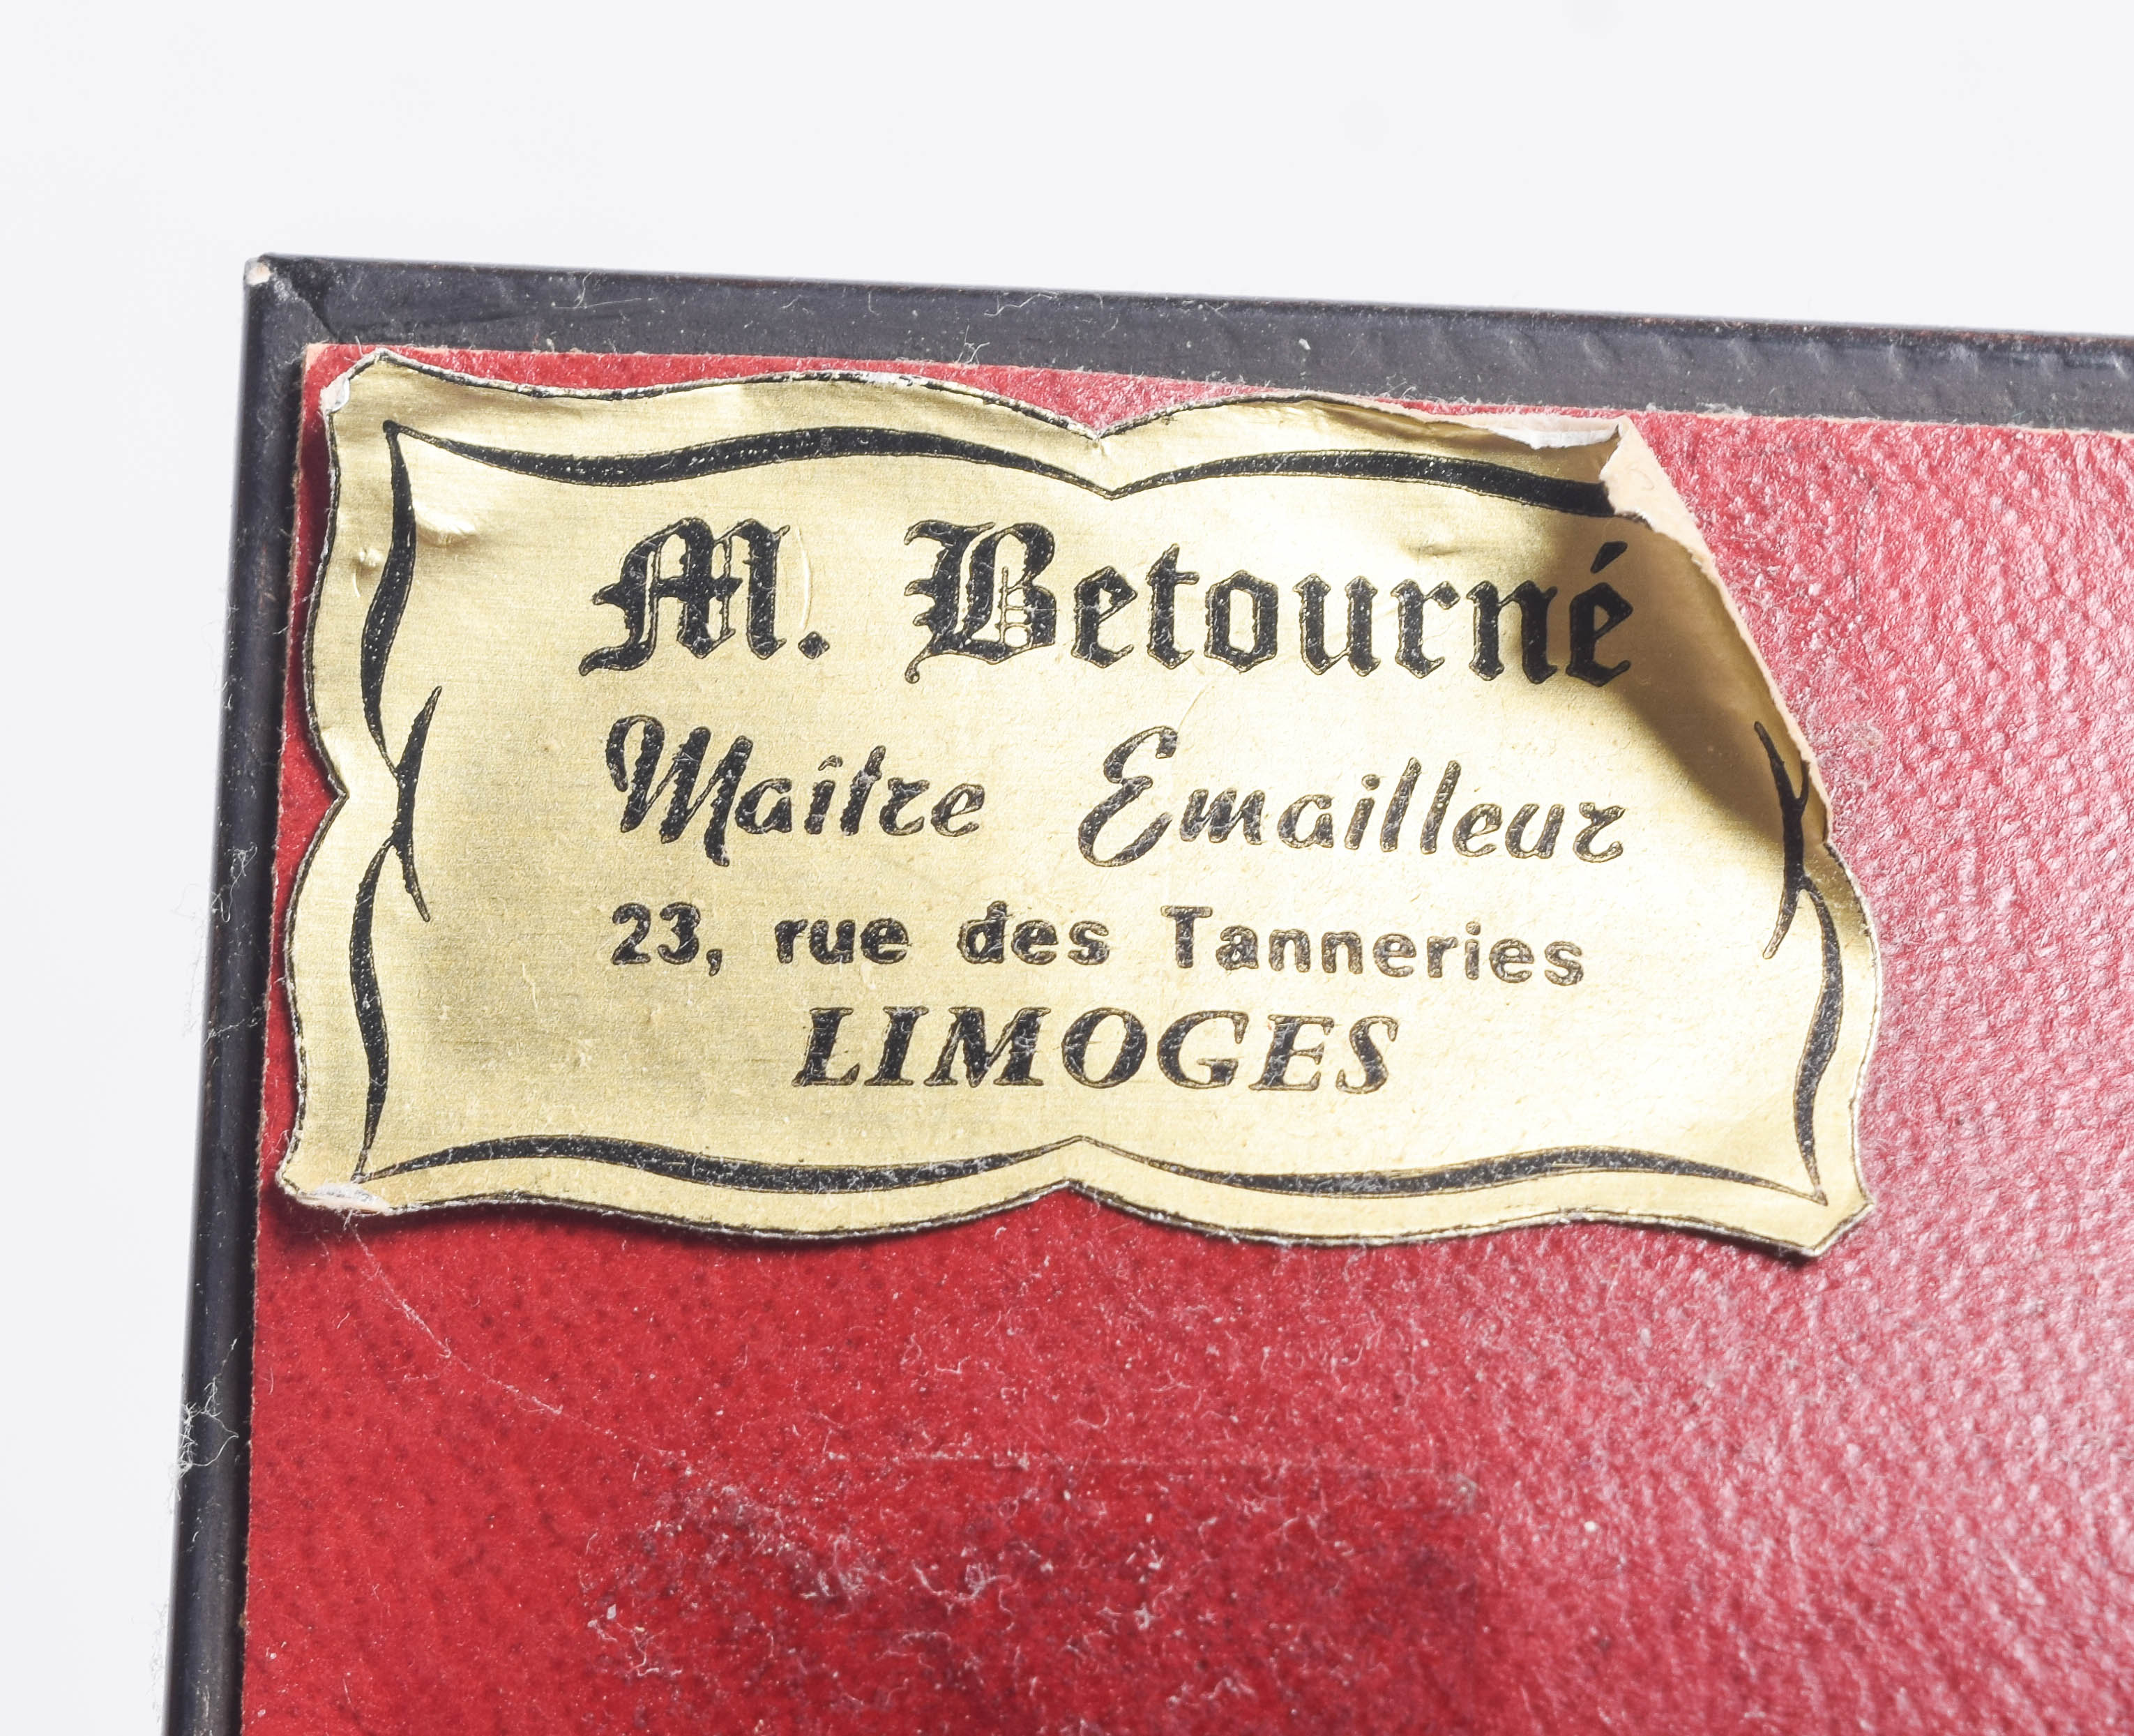 M. Betourné
Maître Emailleur
23, rue des Tanneries
LIMOGES